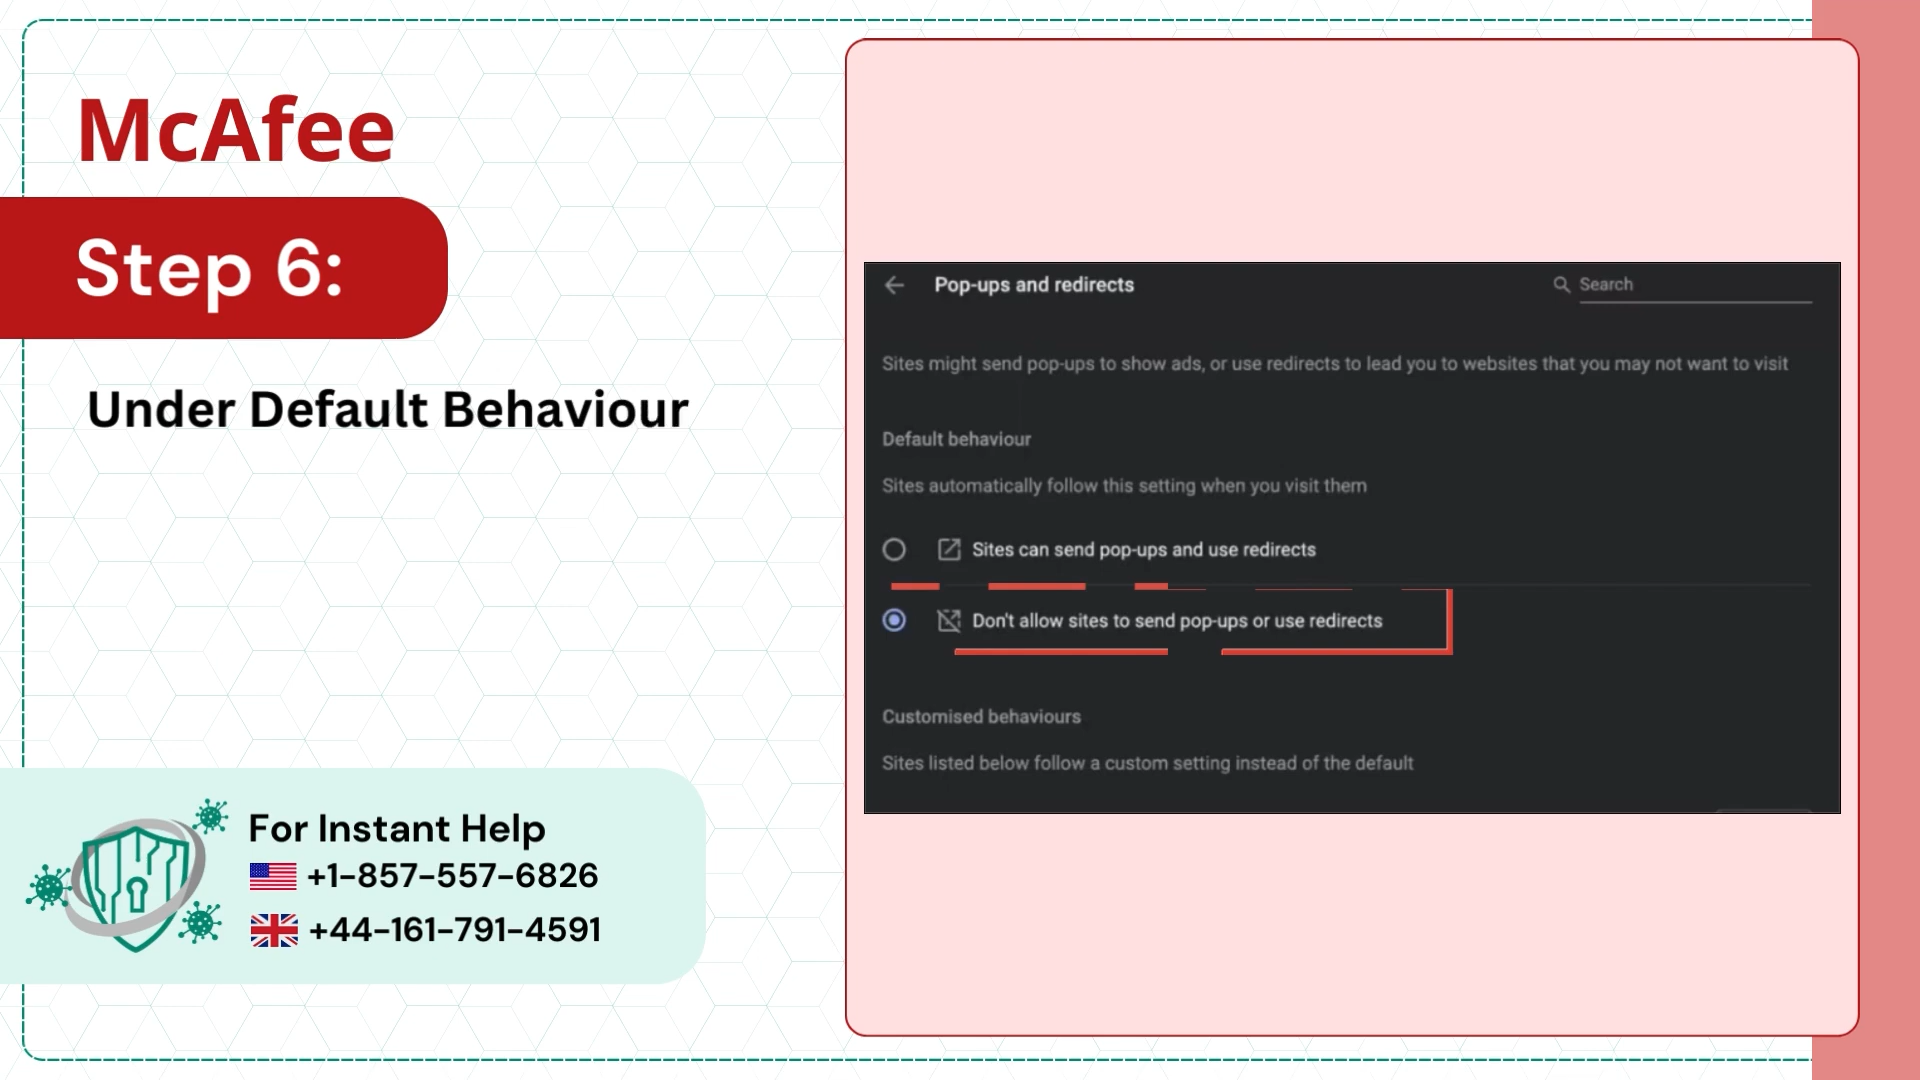 McAfee
Step 6:
Under Default Behaviour
For Instant Help
+1-857-557-6826
+44-161-791-4591
Pop-ups and redirects
Search
Sites might send pop-ups to show ads, or use redirects to lead you to websites that you may not want to visit
Default behaviour
Sites automatically follow this setting when you visit them
Sites can send pop-ups and use redirects
Don't allow sites to send pop-ups or use redirects
Customised behaviours
Sites listed below follow a custom setting instead of the default